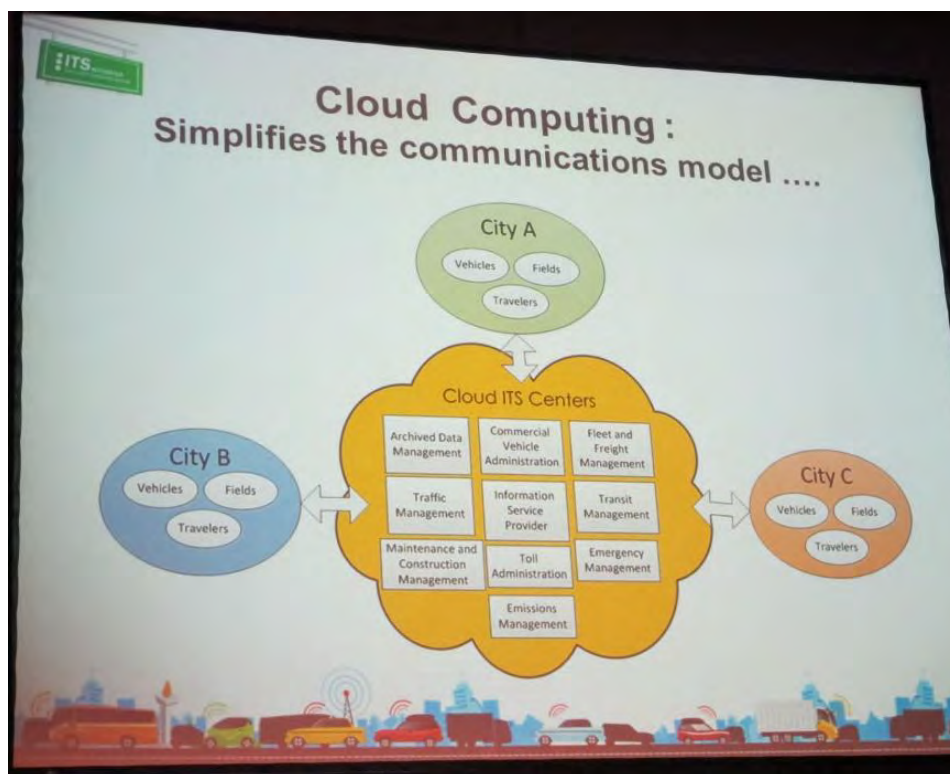 ITS
Cloud Computing :
Simplifies the communications model ....
City A
Vehicles
Fields
Travelers
Cloud ITS Centers
Archived Data
Management
Commercial
Vehicle
Administration
Fleet and
Freight
Management
Traffic
Management
Information
Service
Provider
Transit
Management
Maintenance and
Construction
Management
Toll
Administration
Emergency
Management
Emissions
Management
City B
Vehicles
Fields
Travelers
City C
Vehicles
Fields
Travelers